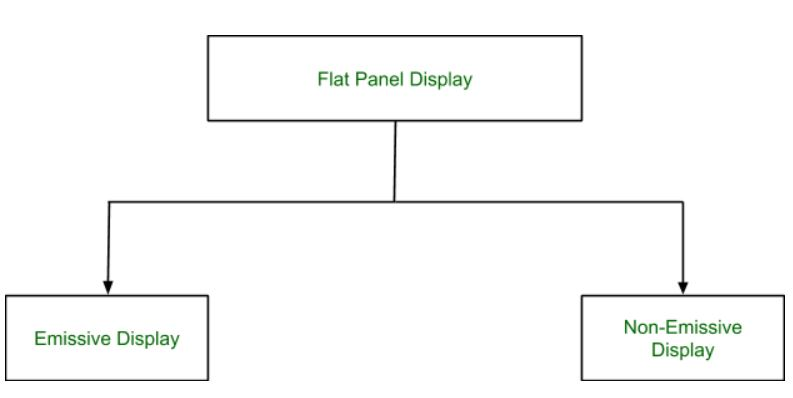 Flat Panel Display
Emissive Display
Non-Emissive
Display